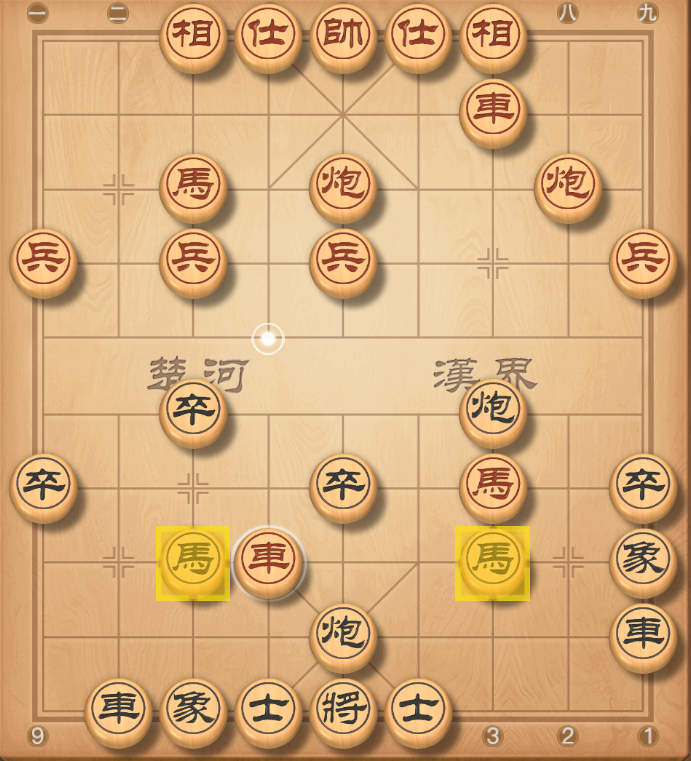 一 二 八 九
相 仕 帥 仕 相
車
馬 炮 炮
兵 兵 兵 兵
楚河 漢界
卒 炮
卒 卒 馬 卒
馬 車 馬 象
炮 車
車 象 士 將 士
9 3 2 1